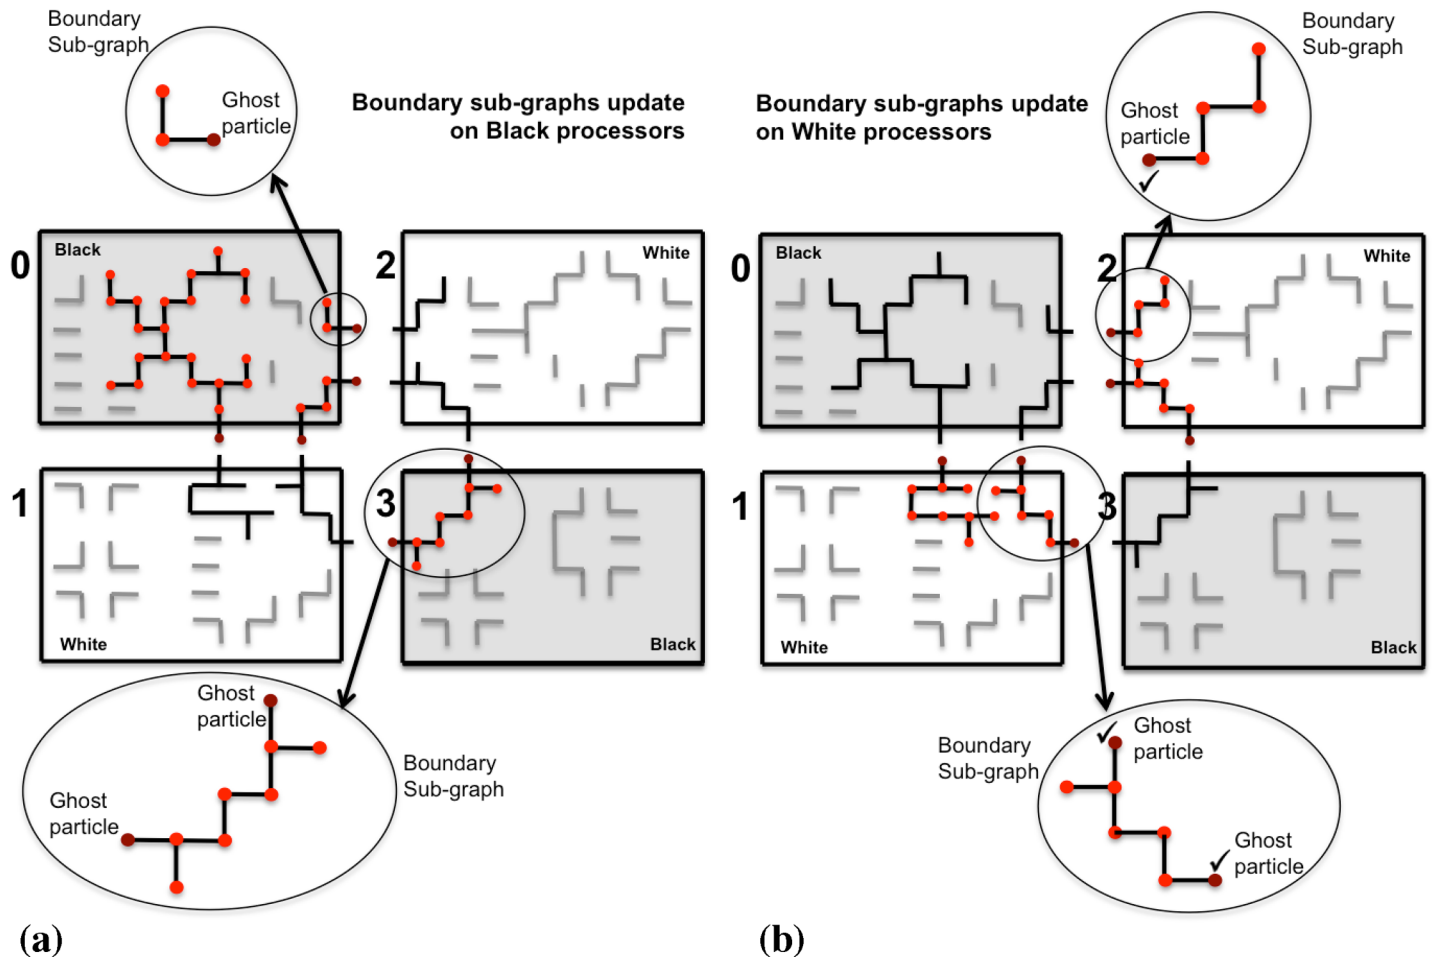 Boundary
Sub-graph
Ghost
particle
Boundary sub-graphs update
on Black processors
0
Black
2
White
1
White
3
Black
Ghost
particle
Ghost
particle
Boundary
Sub-graph
(a)
Boundary sub-graphs update
on White processors
Boundary
Sub-graph
Ghost
particle
0
Black
2
White
1
White
3
Black
Boundary
Sub-graph
Ghost
particle
Ghost
particle
(b)